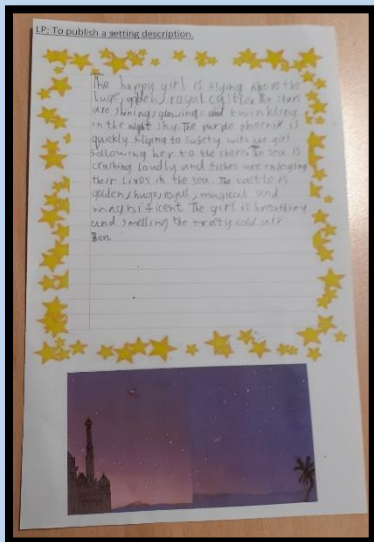 LP: To publish a setting description.
The happy girl is flying above the
huge, golden, royal castle. The stars
are shining, glowing and twinkling
in the night sky. The purple phoenix is
quickly flying to safety with the girl
following her to the shore. The sea is
crashing loudly and fishes are enjoying
their lives in the sea. The castle is
golden, huge, royal, magical and
magnificent. The girl is breathing
and smelling the frosty cold air
Ben